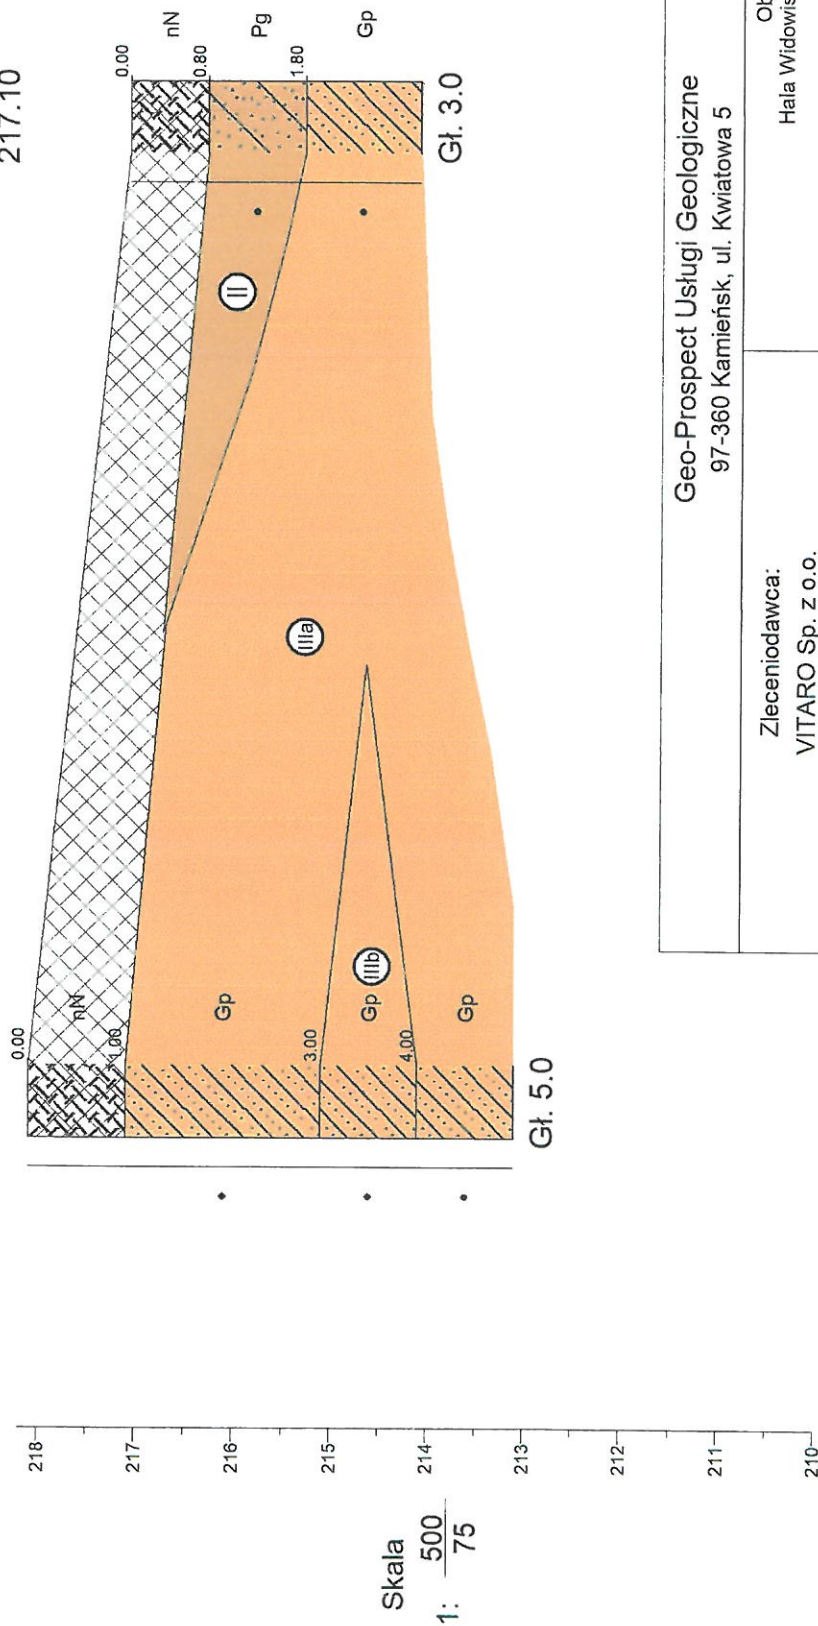 217.10
0.00
nN
0.80
Pg
1.80
Gp
Gł. 3.0
II
IIIa
IIIb
0.00
nN
1.00
Gp
3.00
Gp
4.00
Gp
Gł. 5.0
218
217
216
215
214
213
212
211
210
Skala
1: 500
75
Geo-Prospect Usługi Geologiczne
97-360 Kamieńsk, ul. Kwiatowa 5
Zleceniodawca:
VITARO Sp. z o.o.
Hala